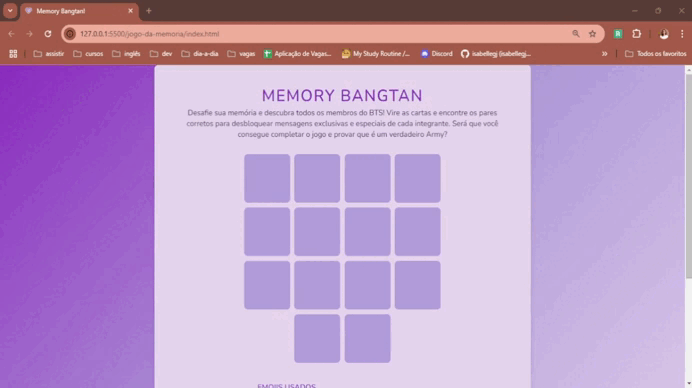 Memory Bangtan!
127.0.0.1:5500/jogo-da-memoria/index.html
assistir cursos inglês dev dia-a-dia vagas Aplicação de Vagas... My Study Routine /... Discord isabellegj (isabellegj... » Todos os favoritos
MEMORY BANGTAN
Desafie sua memória e descubra todos os membros do BTS! Vire as cartas e encontre os pares
corretos para desbloquear mensagens exclusivas e especiais de cada integrante. Será que você
consegue completar o jogo e provar que é um verdadeiro Army?
EMOJIS USADOS